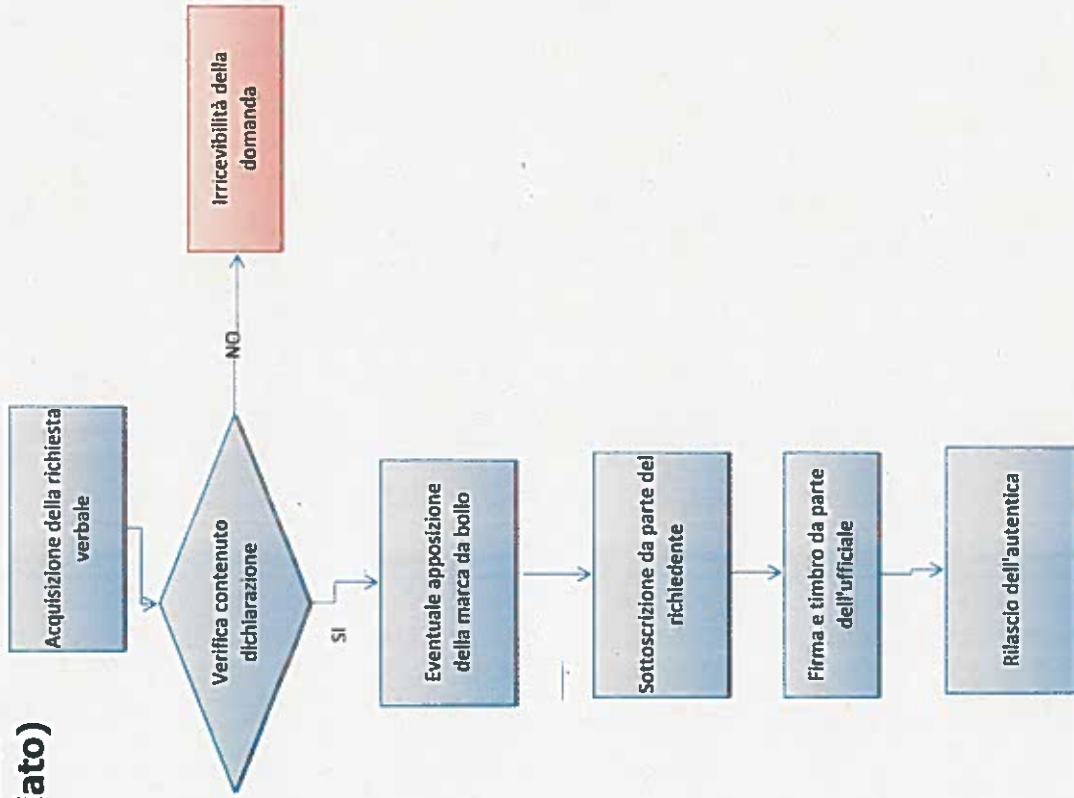 ato)
Acquisizione della richiesta
verbale
Verifica contenuto
dichiarazione
NO
Irricevibilità della
domanda
SI
Eventuale apposizione
della marca da bollo
Sottoscrizione da parte del
richiedente
Firma e timbro da parte
dell'ufficiale
Rilascio dell'autentica